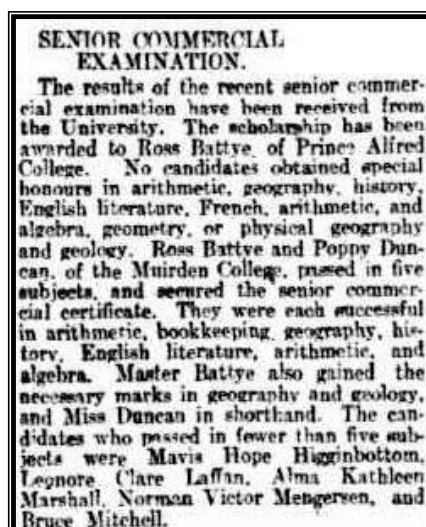 SENIOR COMMERCIAL
EXAMINATION.
The results of the recent senior commer-
cial examination have been received from
the University. The scholarship has been
awarded to Ross Battye, of Prince Alfred
College. No candidates obtained special
honours in arithmetic, geography, history,
English literature, French, arithmetic, and
algebra, geometry, or physical geography
and geology. Ross Battye and Poppy Dun-
can, of the Muirden College, passed in five
subjects, and secured the senior commer-
cial certificate. They were each successful
in arithmetic, bookkeeping, geography, his-
tory, English literature, arithmetic, and
algebra. Master Battye also gained the
necessary marks in geography and geology,
and Miss Duncan in shorthand. The can-
didates who passed in fewer than five sub-
jects were Mavis Hope Higginbottom,
Leonore Clare Laffan, Alma Kathleen
Marshall, Norman Victor Mengersen, and
Bruce Mitchell.